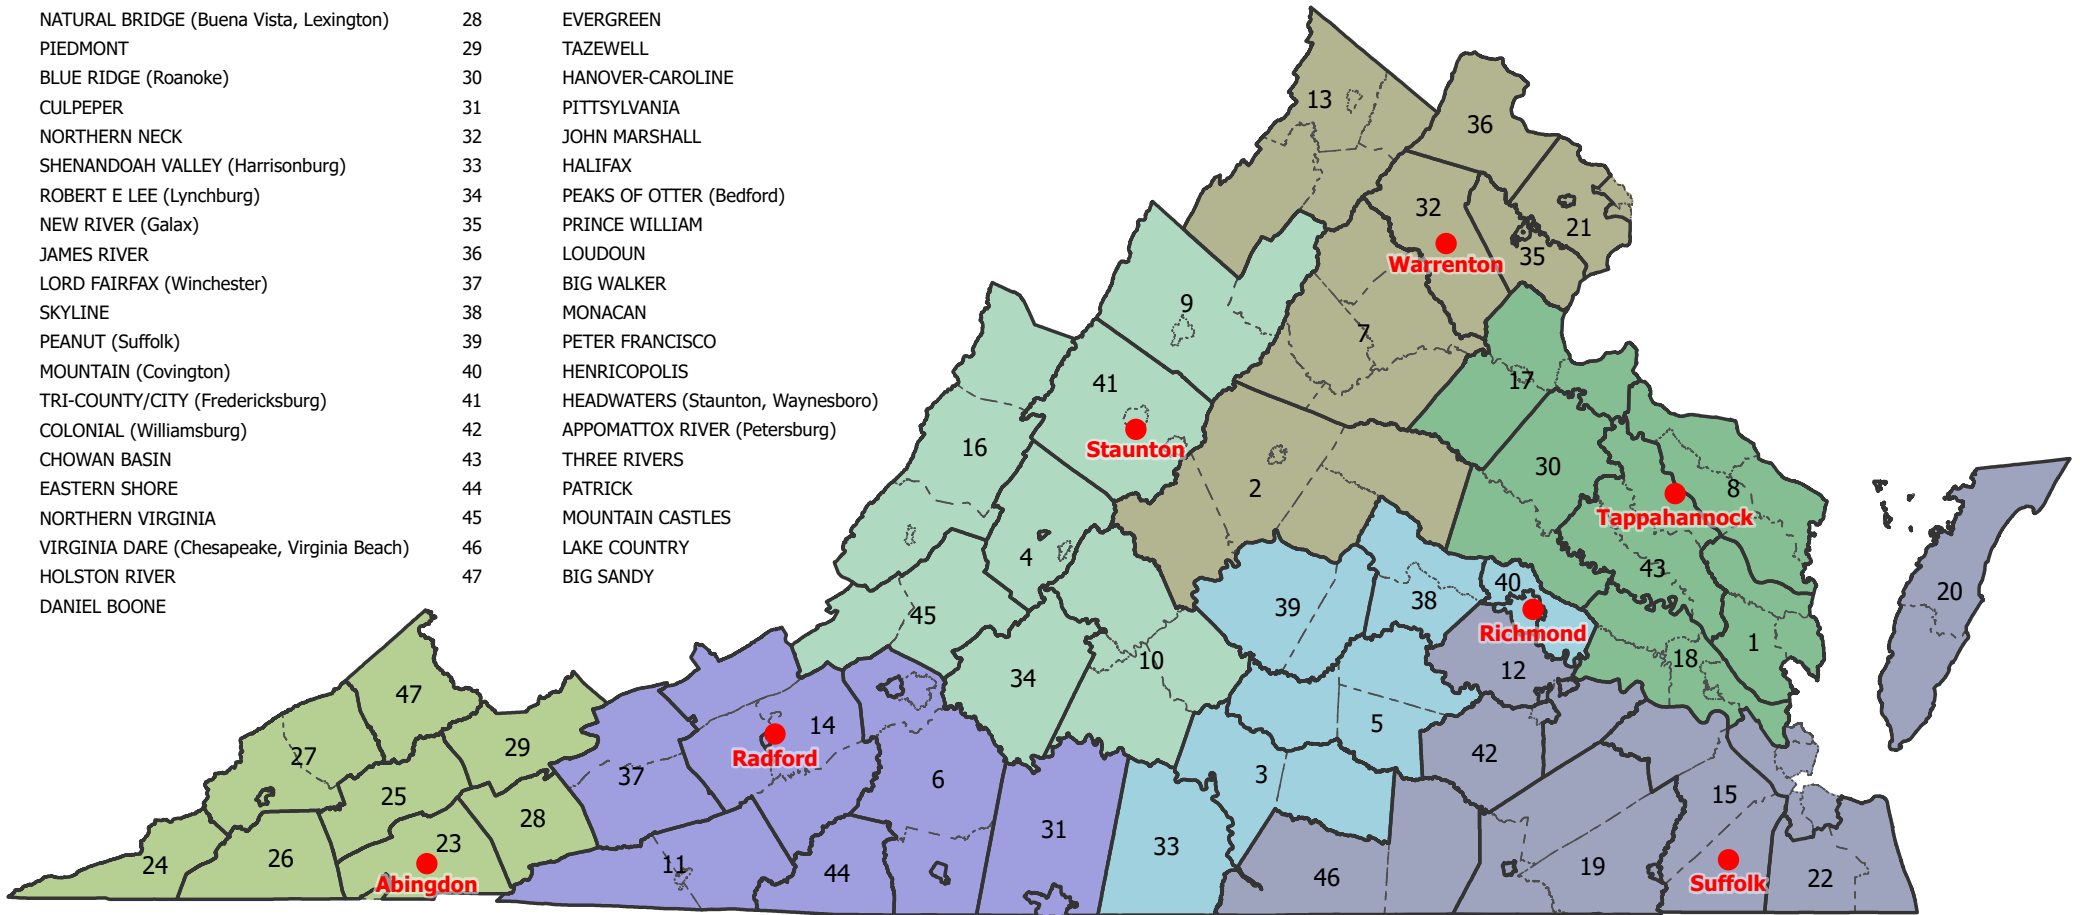 NATURAL BRIDGE (Buena Vista, Lexington) 28 EVERGREEN
PIEDMONT 29 TAZEWELL
BLUE RIDGE (Roanoke) 30 HANOVER-CAROLINE
CULPEPER 31 PITTSYLVANIA
NORTHERN NECK 32 JOHN MARSHALL
SHENANDOAH VALLEY (Harrisonburg) 33 HALIFAX
ROBERT E LEE (Lynchburg) 34 PEAKS OF OTTER (Bedford)
NEW RIVER (Galax) 35 PRINCE WILLIAM
JAMES RIVER 36 LOUDOUN
LORD FAIRFAX (Winchester) 37 BIG WALKER
SKYLINE 38 MONACAN
PEANUT (Suffolk) 39 PETER FRANCISCO
MOUNTAIN (Covington) 40 HENRICOPOLIS
TRI-COUNTY/CITY (Fredericksburg) 41 HEADWATERS (Staunton, Waynesboro)
COLONIAL (Williamsburg) 42 APPOMATTOX RIVER (Petersburg)
CHOWAN BASIN 43 THREE RIVERS
EASTERN SHORE 44 PATRICK
NORTHERN VIRGINIA 45 MOUNTAIN CASTLES
VIRGINIA DARE (Chesapeake, Virginia Beach) 46 LAKE COUNTRY
HOLSTON RIVER 47 BIG SANDY
DANIEL BOONE
13
36
32
21
35
Warrenton
9
7
41
17
Staunton
16
30
2
8
Tappahannock
4
43
20
40
39
38
45
Richmond
1
10
18
12
34
47
14
5
29
27
Radford
42
37
3
6
25
15
28
31
23
33
26
24
11
44
46
19
22
Abingdon
Suffolk